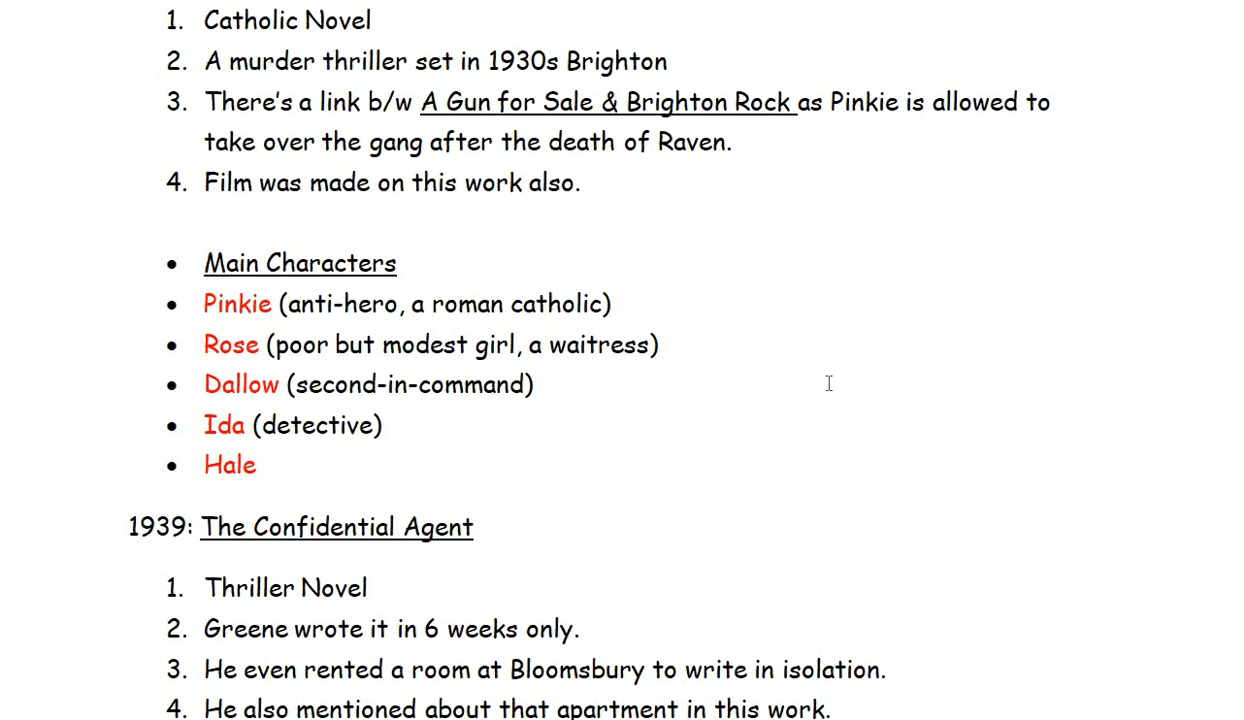 1. Catholic Novel
2. A murder thriller set in 1930s Brighton
3. There's a link b/w A Gun for Sale & Brighton Rock as Pinkie is allowed to
take over the gang after the death of Raven.
4. Film was made on this work also.
• Main Characters
• Pinkie (anti-hero, a roman catholic)
• Rose (poor but modest girl, a waitress)
• Dallow (second-in-command)
• Ida (detective)
• Hale
1939: The Confidential Agent
1. Thriller Novel
2. Greene wrote it in 6 weeks only.
3. He even rented a room at Bloomsbury to write in isolation.
4. He also mentioned about that apartment in this work.